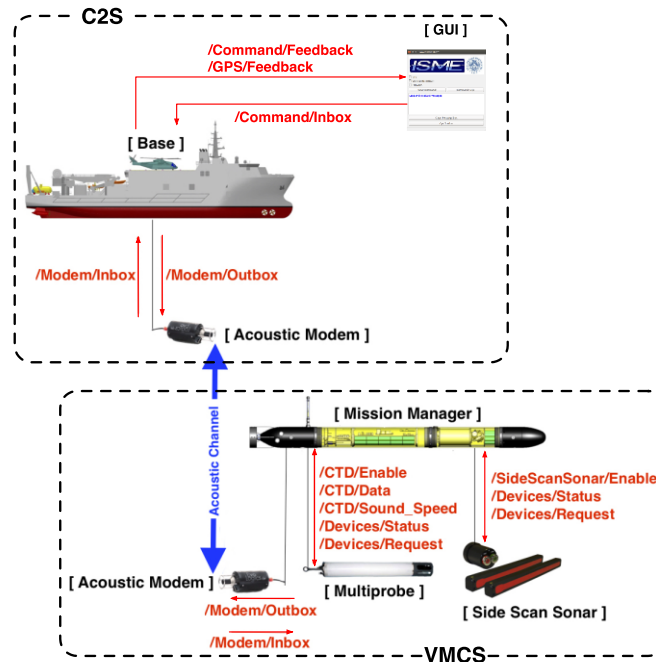 C2S
[ GUI ]
/Command/Feedback
/GPS/Feedback
ISME
/Command/Inbox
[ Base ]
/Modem/Inbox
/Modem/Outbox
[ Acoustic Modem ]
Acoustic Channel
[ Mission Manager ]
/CTD/Enable
/CTD/Data
/CTD/Sound_Speed
/Devices/Status
/Devices/Request
/SideScanSonar/Enable
/Devices/Status
/Devices/Request
[ Acoustic Modem ]
[ Multiprobe ]
/Modem/Outbox
[ Side Scan Sonar ]
/Modem/Inbox
VMCS